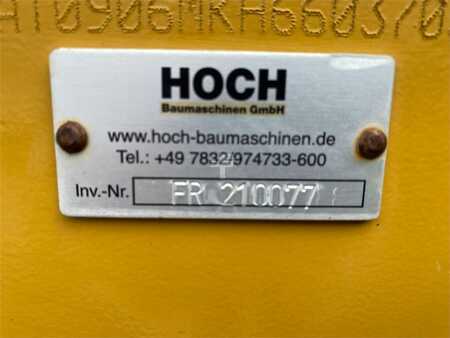 HOCH
Baumaschinen GmbH
www.hoch-baumaschinen.de
Tel.: +49 7832/974733-600
Inv.-Nr. FR 210077